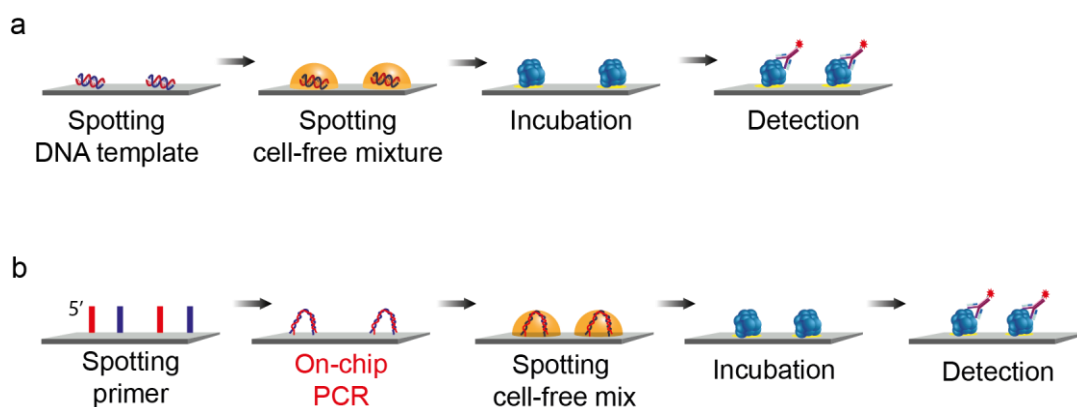 a
Spotting
DNA template
Spotting
cell-free mixture
Incubation
Detection
b
5′
Spotting
primer
On-chip
PCR
Spotting
cell-free mix
Incubation
Detection